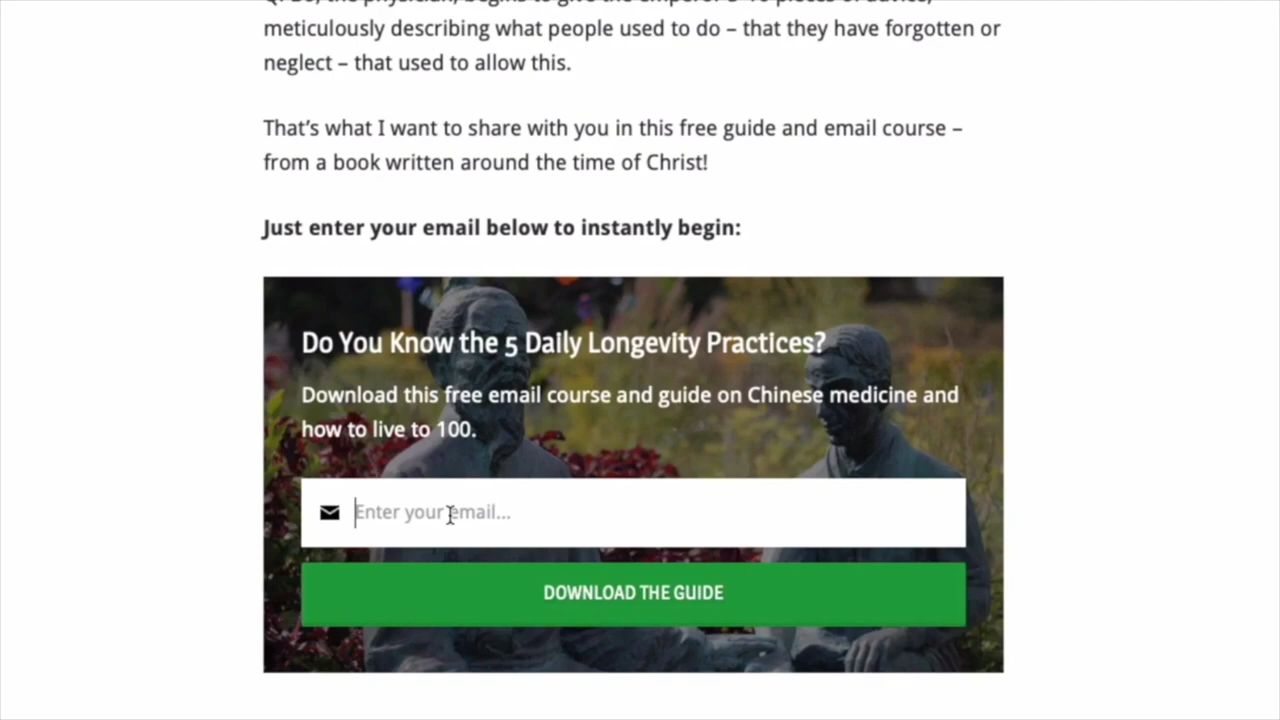 meticulously describing what people used to do – that they have forgotten or
neglect – that used to allow this.
That’s what I want to share with you in this free guide and email course –
from a book written around the time of Christ!
Just enter your email below to instantly begin:
Do You Know the 5 Daily Longevity Practices?
Download this free email course and guide on Chinese medicine and
how to live to 100.
Enter your email...
DOWNLOAD THE GUIDE